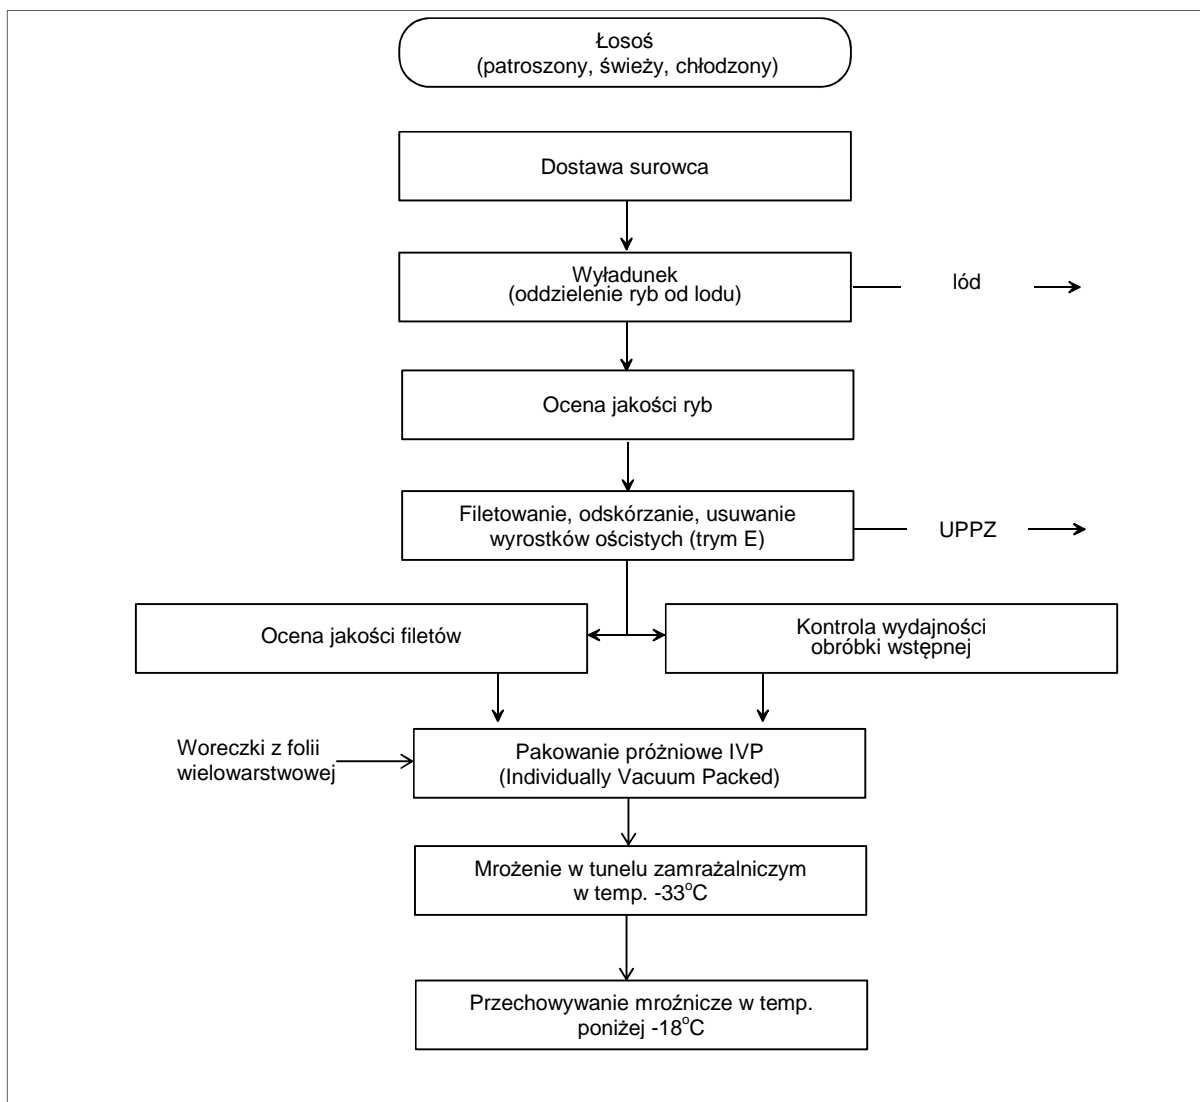 Łosoś
(patroszony, świeży, chłodzony)
Dostawa surowca
Wyładunek
(oddzielenie ryb od lodu)
lód
Ocena jakości ryb
Filetowanie, odskórzanie, usuwanie
wyrostków ościstych (trym E)
UPPZ
Ocena jakości filetów
Kontrola wydajności
obróbki wstępnej
Woreczki z folii
wielowarstwowej
Pakowanie próżniowe IVP
(Individually Vacuum Packed)
Mrożenie w tunelu zamrażalniczym
w temp. -33°C
Przechowywanie mroźnicze w temp.
poniżej -18°C